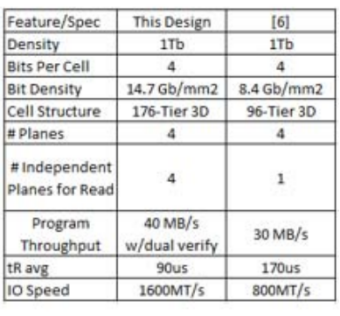 Feature/Spec This Design [6]
Density 1Tb 1Tb
Bits Per Cell 4 4
Bit Density 14.7 Gb/mm2 8.4 Gb/mm2
Cell Structure 176-Tier 3D 96-Tier 3D
# Planes 4 4
# Independent
Planes for Read 4 1
Program
Throughput 40 MB/s
w/dual verify 30 MB/s
tR avg 90us 170us
IO Speed 1600MT/s 800MT/s